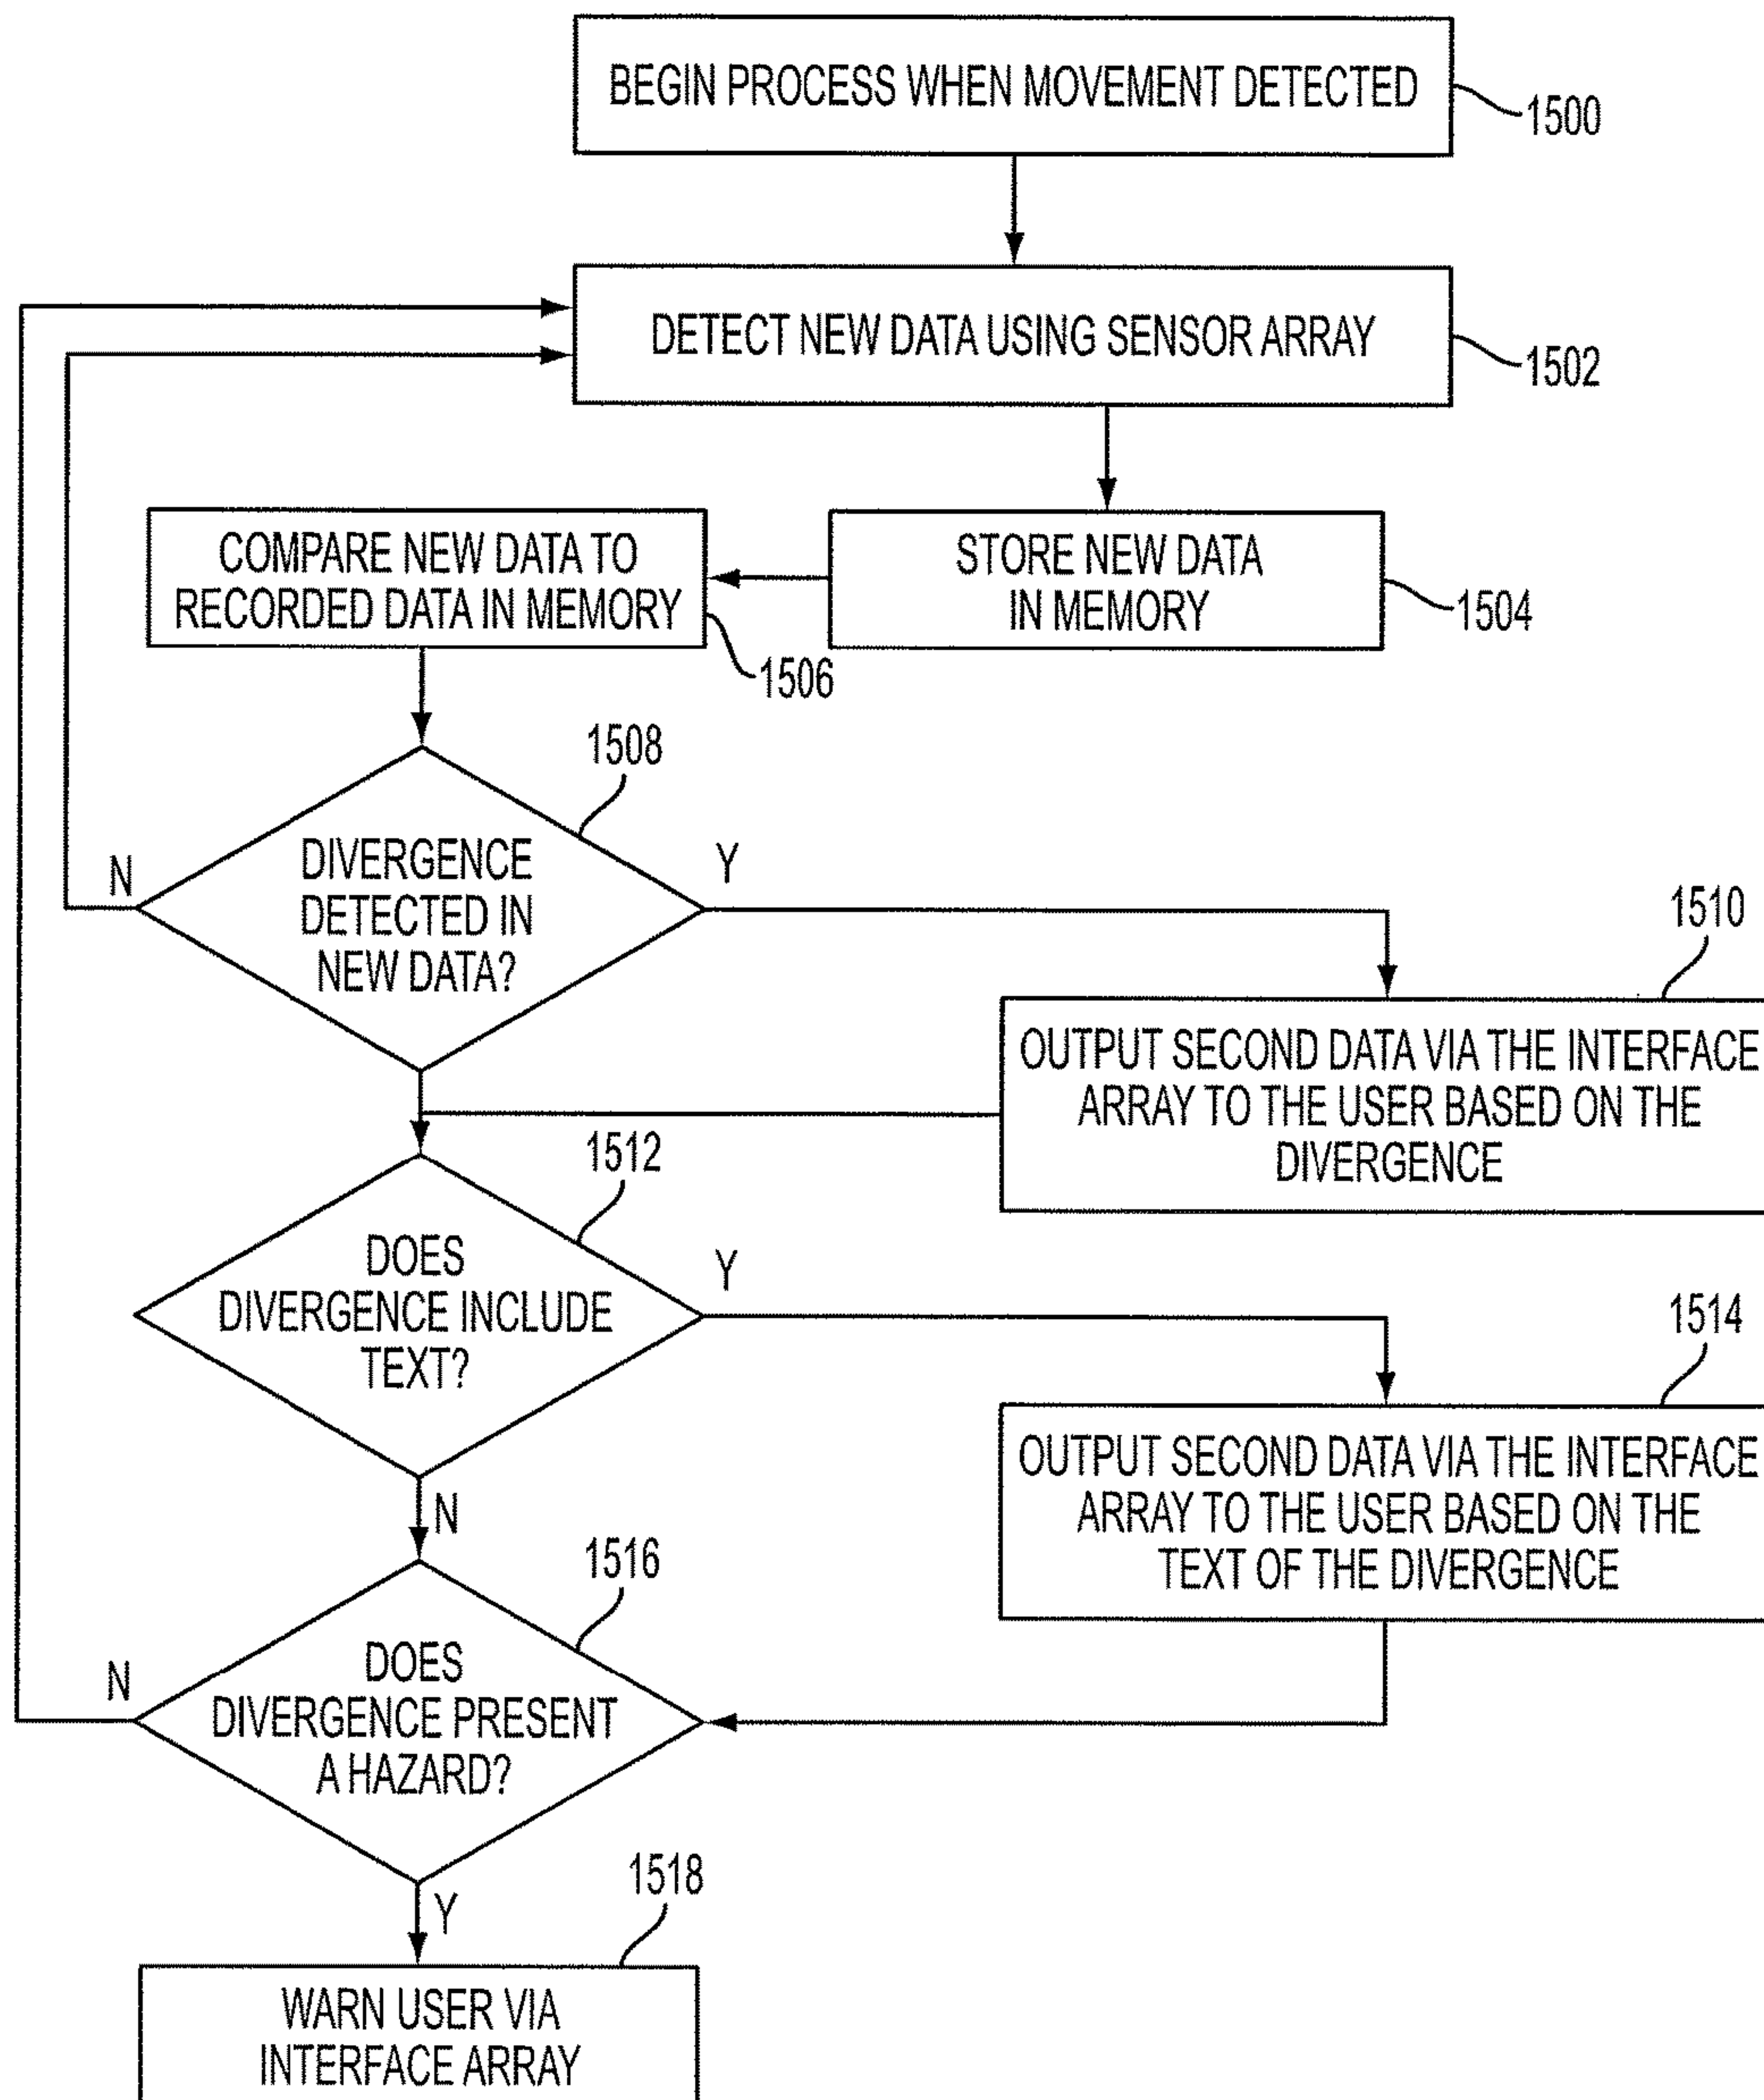 BEGIN PROCESS WHEN MOVEMENT DETECTED
1500
DETECT NEW DATA USING SENSOR ARRAY
1502
COMPARE NEW DATA TO
RECORDED DATA IN MEMORY
1506
STORE NEW DATA
IN MEMORY
1504
1508
DIVERGENCE
DETECTED IN
NEW DATA?
N
Y
1510
OUTPUT SECOND DATA VIA THE INTERFACE
ARRAY TO THE USER BASED ON THE
DIVERGENCE
1512
DOES
DIVERGENCE INCLUDE
TEXT?
Y
N
1514
OUTPUT SECOND DATA VIA THE INTERFACE
ARRAY TO THE USER BASED ON THE
TEXT OF THE DIVERGENCE
1516
DOES
DIVERGENCE PRESENT
A HAZARD?
N
Y
1518
WARN USER VIA
INTERFACE ARRAY